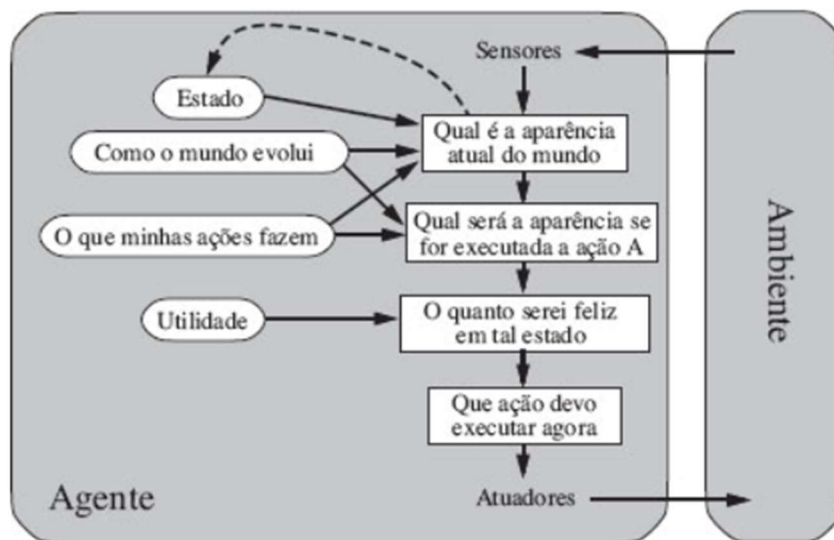 Sensores
Estado
Qual é a aparência
atual do mundo
Como o mundo evolui
Qual será a aparência se
for executada a ação A
O que minhas ações fazem
O quanto serei feliz
em tal estado
Utilidade
Que ação devo
executar agora
Agente
Atuadores
Ambiente